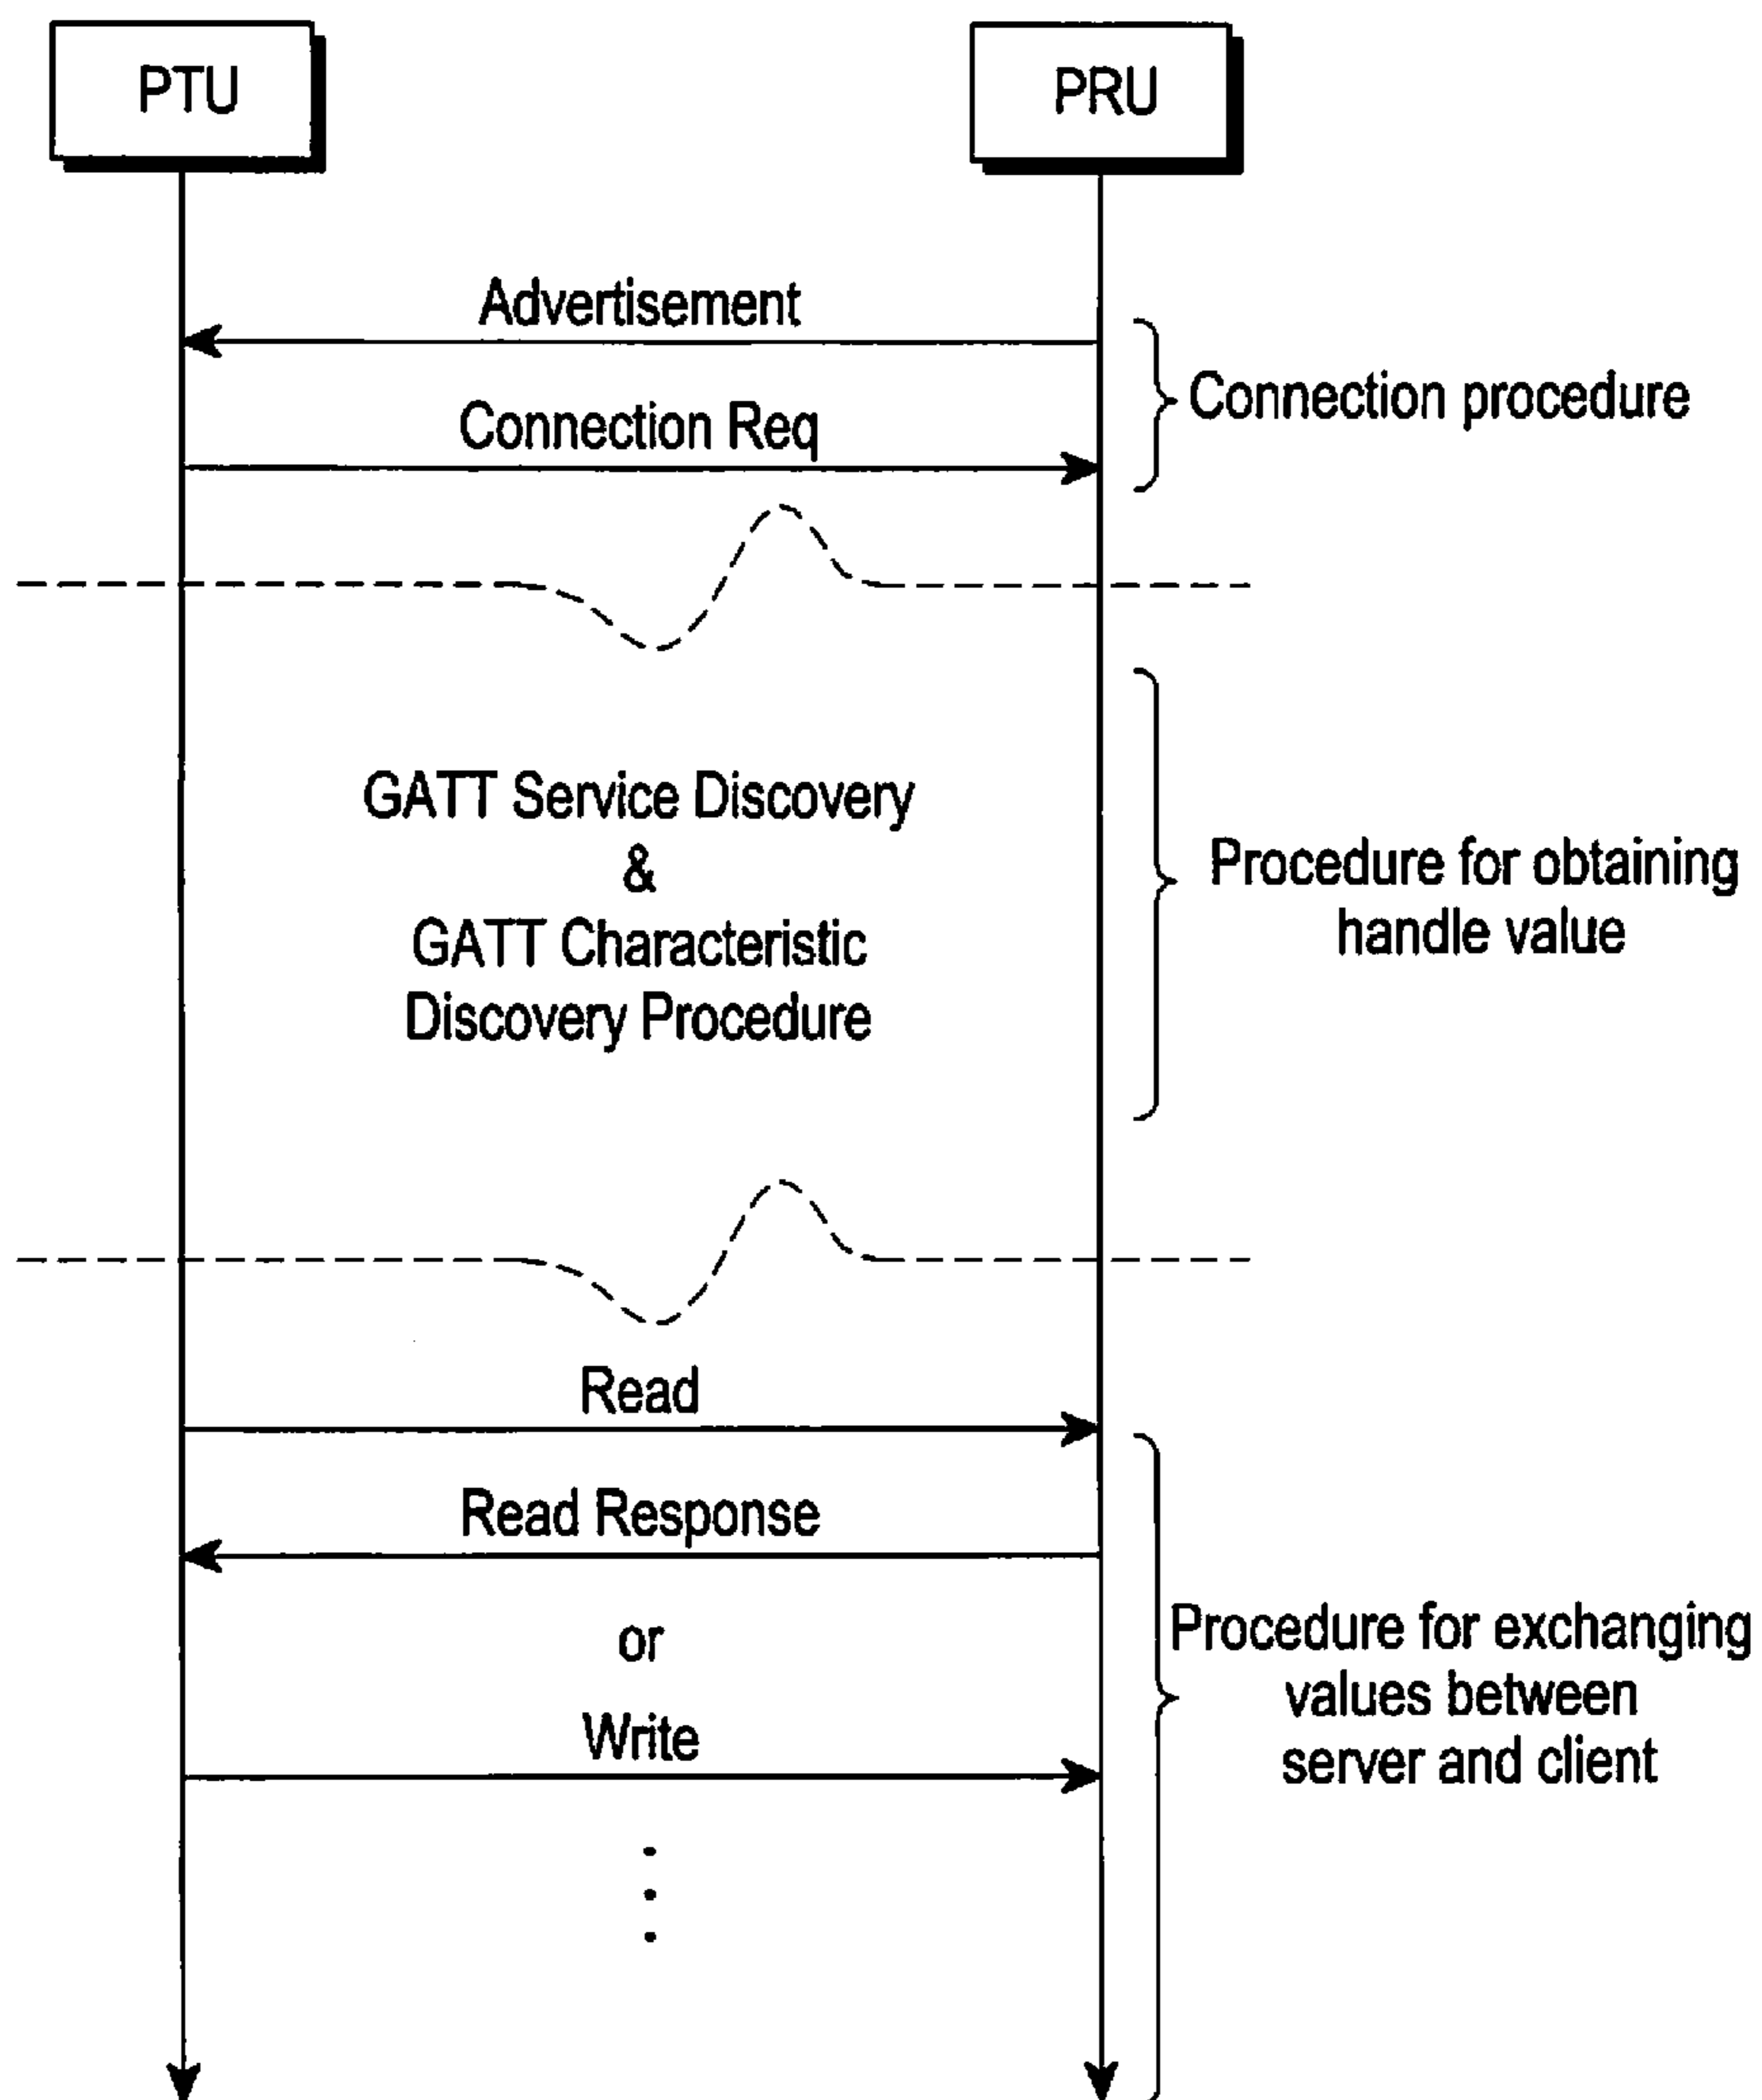 PTU
PRU
Advertisement
Connection procedure
Connection Req
GATT Service Discovery
&
GATT Characteristic
Discovery Procedure
Procedure for obtaining
handle value
Read
Read Response
or
Write
Procedure for exchanging
values between
server and client